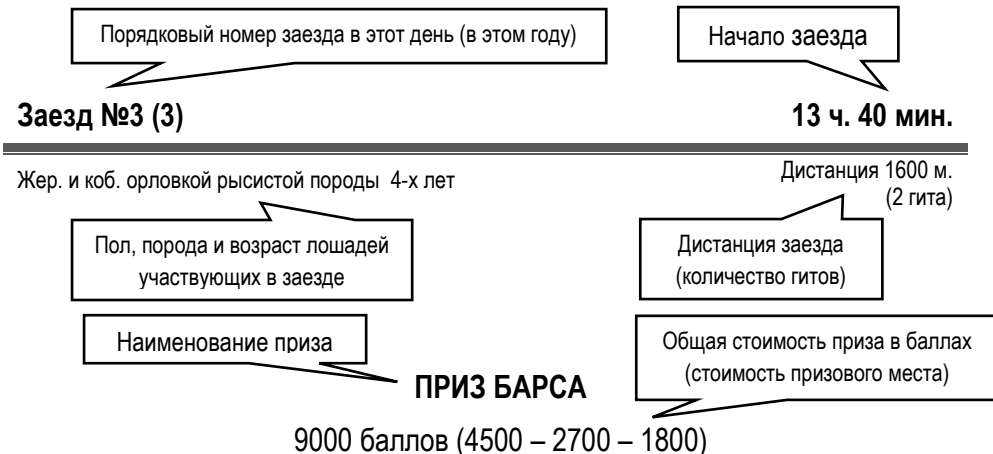 Порядковый номер заезда в этот день (в этом году)
Начало заезда
Заезд №3 (3)
13 ч. 40 мин.
Жер. и коб. орловкой рысистой породы 4-х лет
Дистанция 1600 м.
(2 гита)
Пол, порода и возраст лошадей
участвующих в заезде
Дистанция заезда
(количество гитов)
Наименование приза
Общая стоимость приза в баллах
(стоимость призового места)
ПРИЗ БАРСА
9000 баллов (4500 – 2700 – 1800)